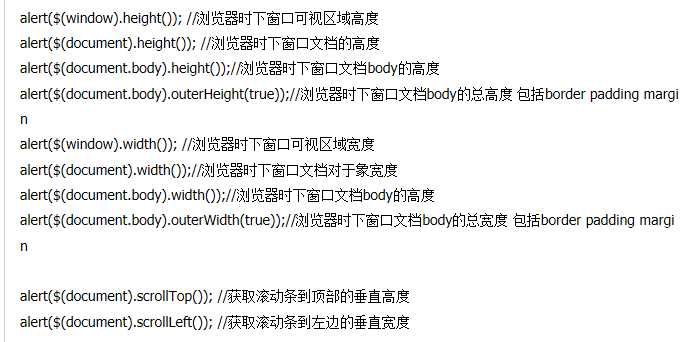 alert($(window).height()); //浏览器时下窗口可视区域高度
alert($(document).height()); //浏览器时下窗口文档的高度
alert($(document.body).height());//浏览器时下窗口文档body的高度
alert($(document.body).outerHeight(true));//浏览器时下窗口文档body的总高度 包括border padding margi
n
alert($(window).width()); //浏览器时下窗口可视区域宽度
alert($(document).width());//浏览器时下窗口文档对于象宽度
alert($(document.body).width());//浏览器时下窗口文档body的高度
alert($(document.body).outerWidth(true));//浏览器时下窗口文档body的总宽度 包括border padding margi
n
alert($(document).scrollTop()); //获取滚动条到顶部的垂直高度
alert($(document).scrollLeft()); //获取滚动条到左边的垂直宽度